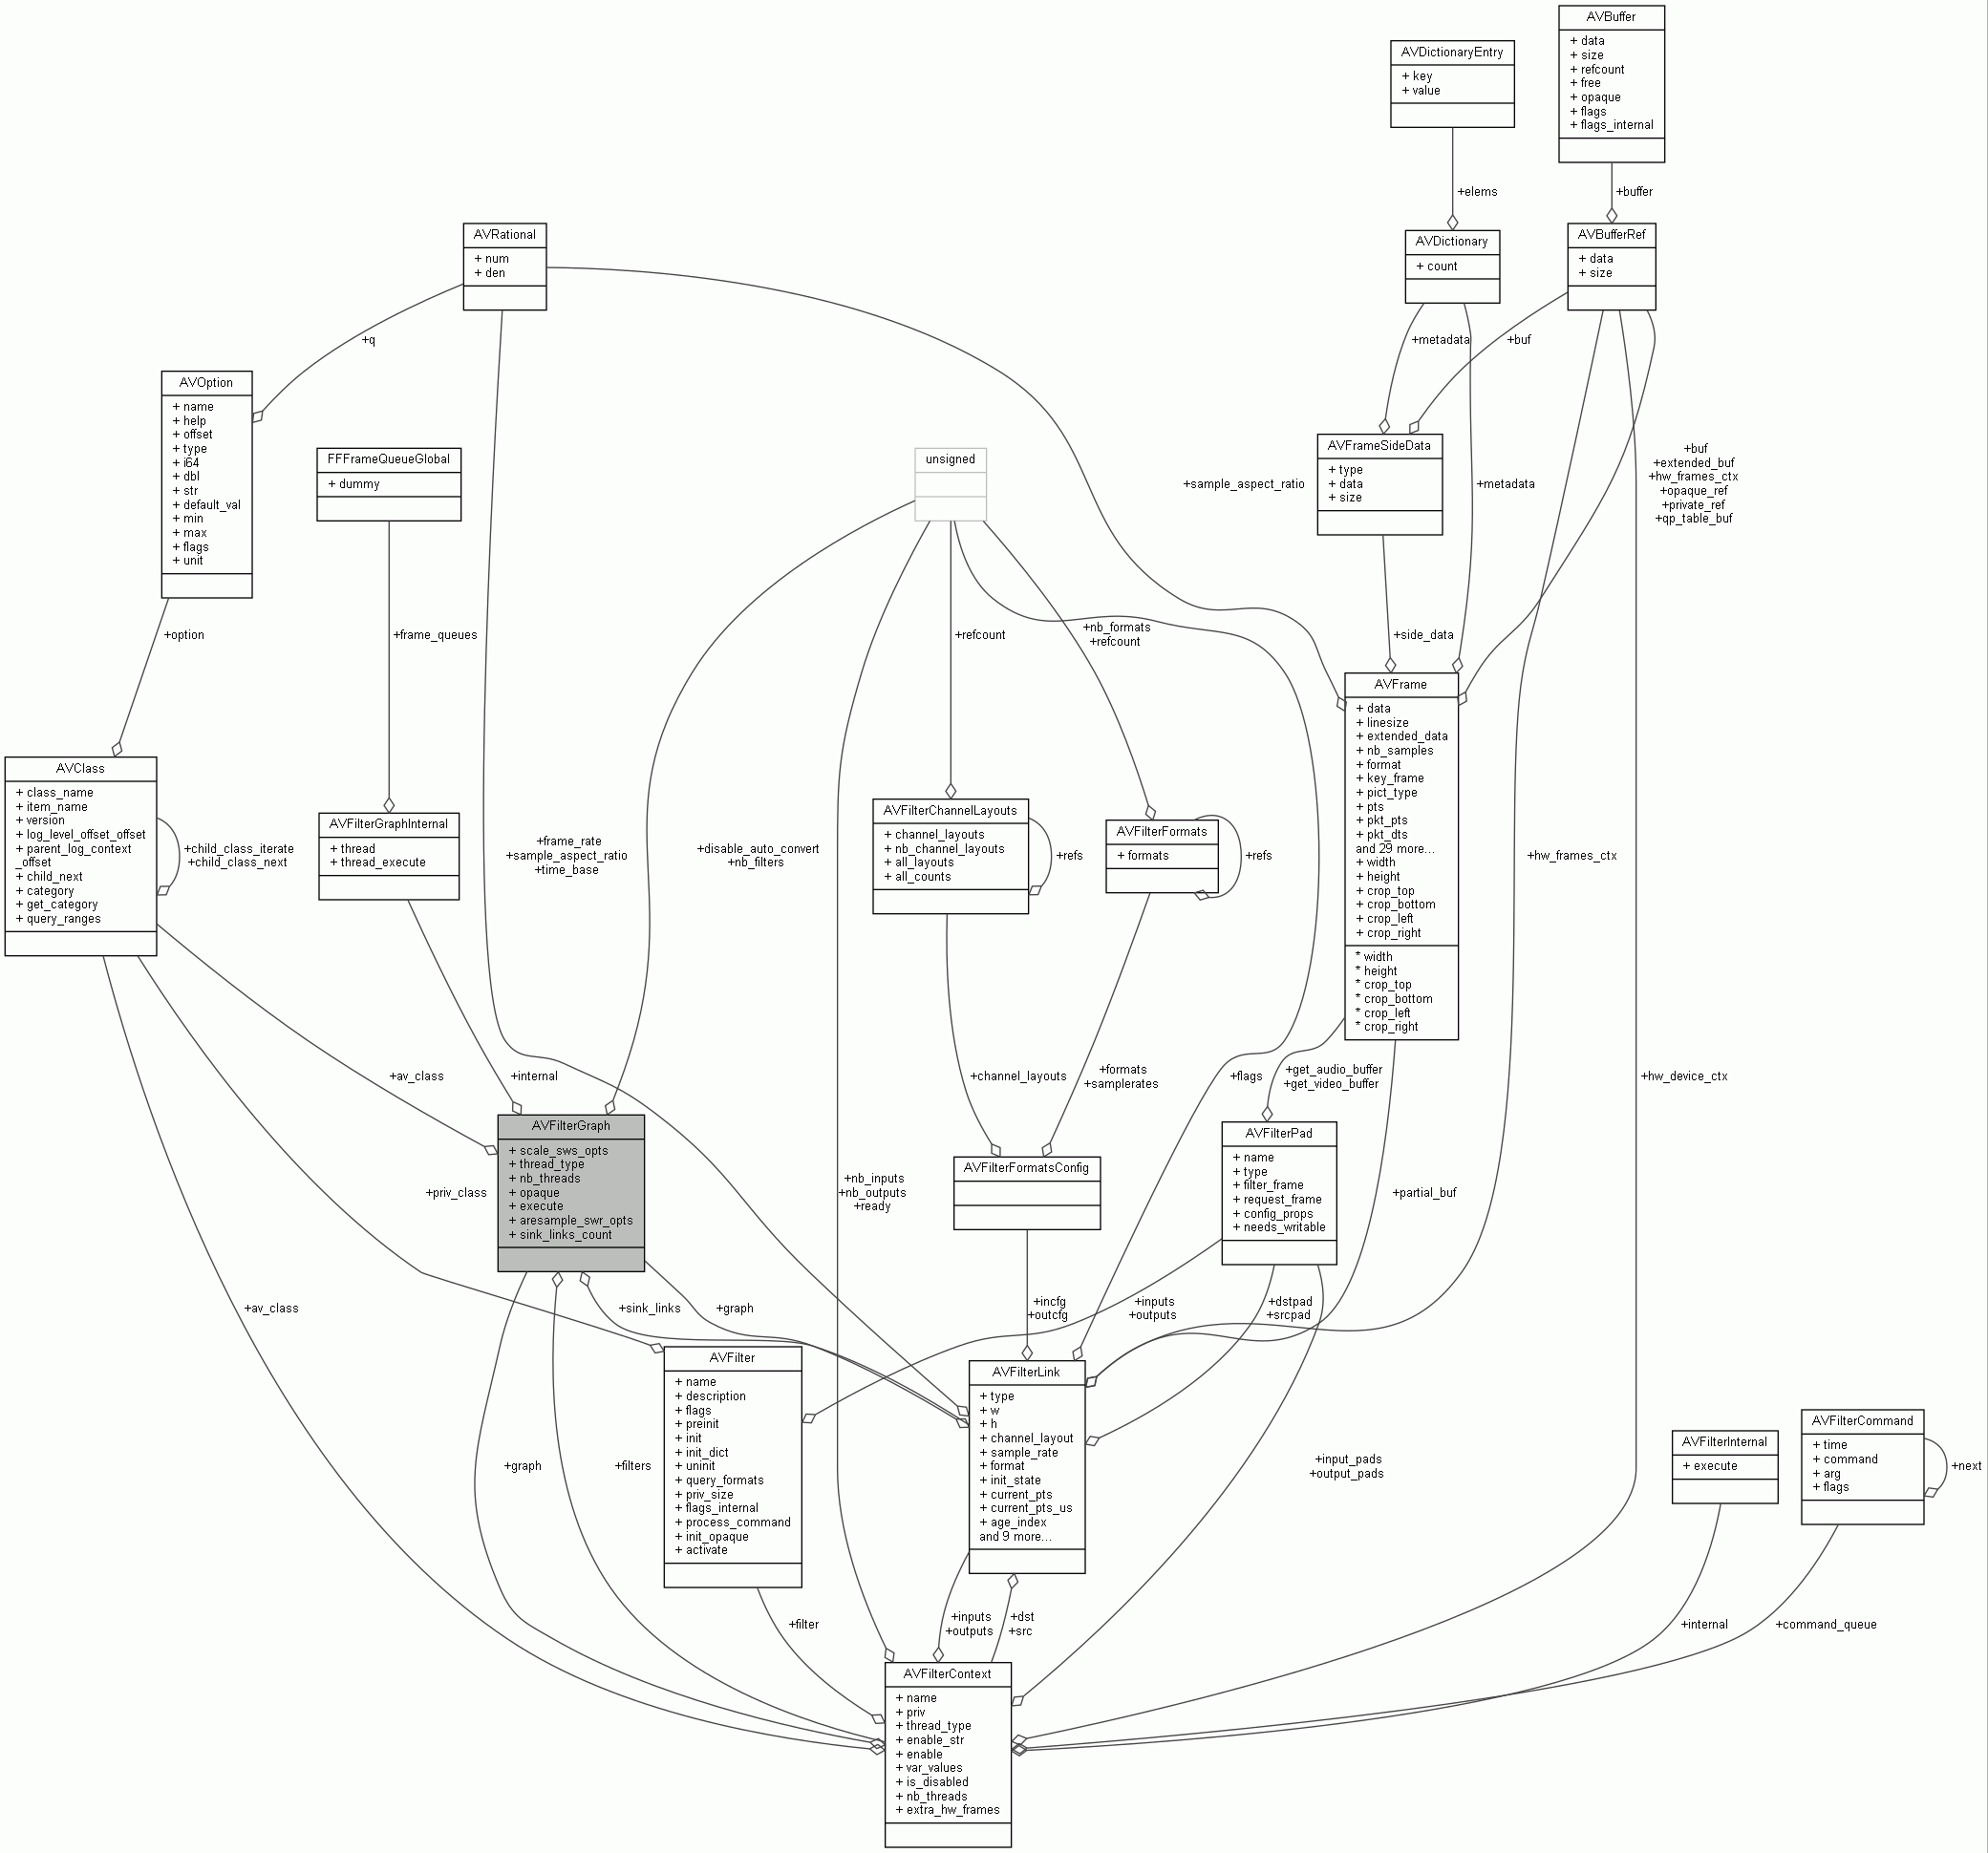 AVBuffer
+ data
+ size
+ refcount
+ free
+ opaque
+ flags
+ flags_internal
AVDictionaryEntry
+ key
+ value
+elems
+buffer
AVRational
+ num
+ den
AVDictionary
+ count
AVBufferRef
+ data
+ size
+q
+metadata
+buf
AVOption
+ name
+ help
+ offset
+ type
+ i64
+ dbl
+ str
+ default_val
+ min
+ max
+ flags
+ unit
FFFrameQueueGlobal
+ dummy
unsigned
+sample_aspect_ratio
AVFrameSideData
+ type
+ data
+ size
+metadata
+buf
+extended_buf
+hw_frames_ctx
+opaque_ref
+private_ref
+qp_table_buf
+option
+frame_queues
+refcount
+nb_formats
+refcount
+side_data
AVFrame
+ data
+ linesize
+ extended_data
+ nb_samples
+ format
+ key_frame
+ pict_type
+ pts
+ pkt_pts
+ pkt_dts
and 29 more...
+ width
+ height
+ crop_top
+ crop_bottom
+ crop_left
+ crop_right
* width
* height
* crop_top
* crop_bottom
* crop_left
* crop_right
AVClass
+ class_name
+ item_name
+ version
+ log_level_offset_offset
+ parent_log_context
_offset
+ child_next
+ category
+ get_category
+ query_ranges
+child_class_iterate
+child_class_next
AVFilterGraphInternal
+ thread
+ thread_execute
+frame_rate
+sample_aspect_ratio
+time_base
+disable_auto_convert
+nb_filters
AVFilterChannelLayouts
+ channel_layouts
+ nb_channel_layouts
+ all_layouts
+ all_counts
+refs
AVFilterFormats
+ formats
+refs
+hw_frames_ctx
+av_class
+internal
+channel_layouts
+formats
+samplerates
+flags
+get_audio_buffer
+get_video_buffer
+hw_device_ctx
AVFilterGraph
+ scale_sws_opts
+ thread_type
+ nb_threads
+ opaque
+ execute
+ aresample_swr_opts
+ sink_links_count
AVFilterPad
+ name
+ type
+ filter_frame
+ request_frame
+ config_props
+ needs_writable
AVFilterFormatsConfig
+priv_class
+nb_inputs
+nb_outputs
+ready
+partial_buf
+av_class
+sink_links
+graph
+incfg
+outcfg
+inputs
+outputs
+dstpad
+srcpad
AVFilter
+ name
+ description
+ flags
+ preinit
+ init
+ init_dict
+ uninit
+ query_formats
+ priv_size
+ flags_internal
+ process_command
+ init_opaque
+ activate
AVFilterLink
+ type
+ w
+ h
+ channel_layout
+ sample_rate
+ format
+ init_state
+ current_pts
+ current_pts_us
+ age_index
and 9 more...
+graph
+filters
+input_pads
+output_pads
AVFilterInternal
+ execute
AVFilterCommand
+ time
+ command
+ arg
+ flags
+next
+filter
+inputs
+outputs
+dst
+src
+internal
+command_queue
AVFilterContext
+ name
+ priv
+ thread_type
+ enable_str
+ enable
+ var_values
+ is_disabled
+ nb_threads
+ extra_hw_frames